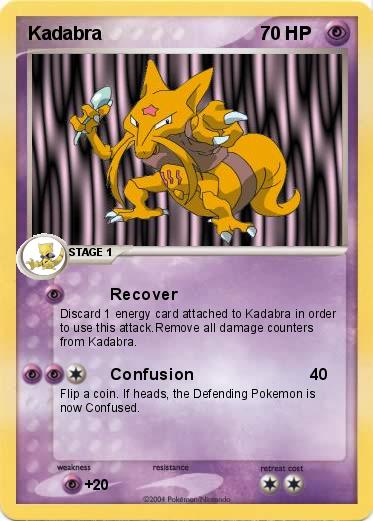 Kadabra 70 HP
STAGE 1
Recover
Discard 1 energy card attached to Kadabra in order
to use this attack.Remove all damage counters
from Kadabra.
Confusion 40
Flip a coin. If heads, the Defending Pokemon is
now Confused.
weakness resistance retreat cost
+20
©2004 Pokémon/Nintendo